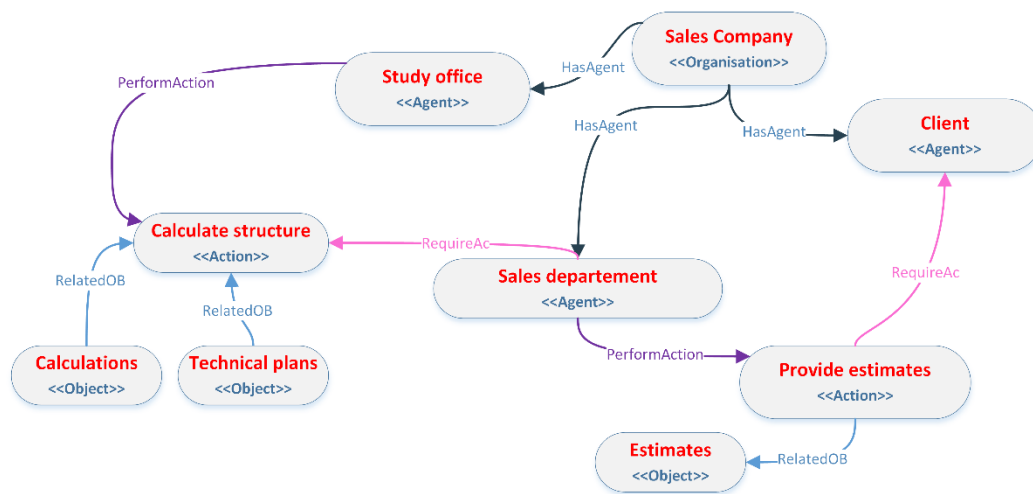 Sales Company
<<Organisation>>
HasAgent
Study office
<<Agent>>
PerformAction
HasAgent
HasAgent
Client
<<Agent>>
Calculate structure
<<Action>>
RequireAc
Sales departement
<<Agent>>
RequireAc
RelatedOB
RelatedOB
Calculations
<<Object>>
Technical plans
<<Object>>
PerformAction
Provide estimates
<<Action>>
Estimates
<<Object>>
RelatedOB